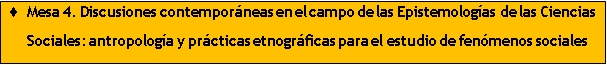 ♦ Mesa 4. Discusiones contemporáneas en el campo de las Epistemologías de las Ciencias
Sociales: antropología y prácticas etnográficas para el estudio de fenómenos sociales